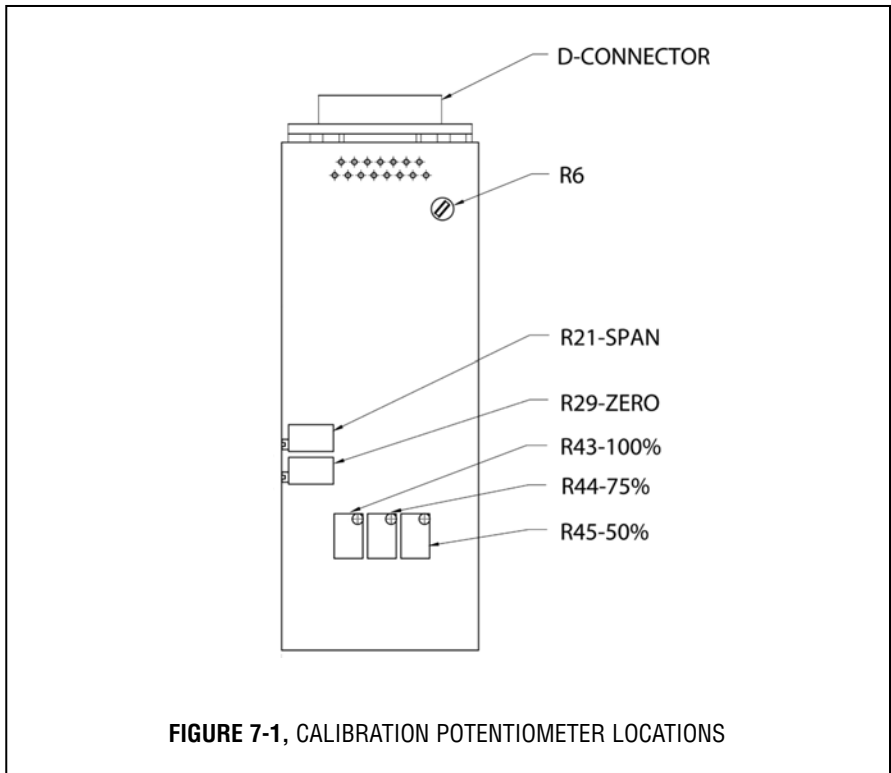 D-CONNECTOR
R6
R21-SPAN
R29-ZERO
R43-100%
R44-75%
R45-50%
FIGURE 7-1, CALIBRATION POTENTIOMETER LOCATIONS